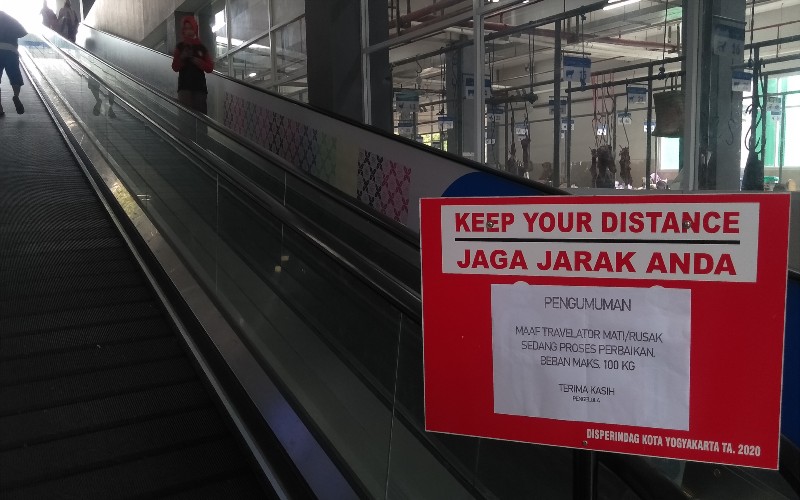 KEEP YOUR DISTANCE
JAGA JARAK ANDA
PENGUMUMAN
MAAF TRAVELATOR MATI/RUSAK
SEDANG PROSES PERBAIKAN.
BEBAN MAKS. 100 KG
TERIMA KASIH
PENGELOLA
DISPERINDAG KOTA YOGYAKARTA TA. 2020